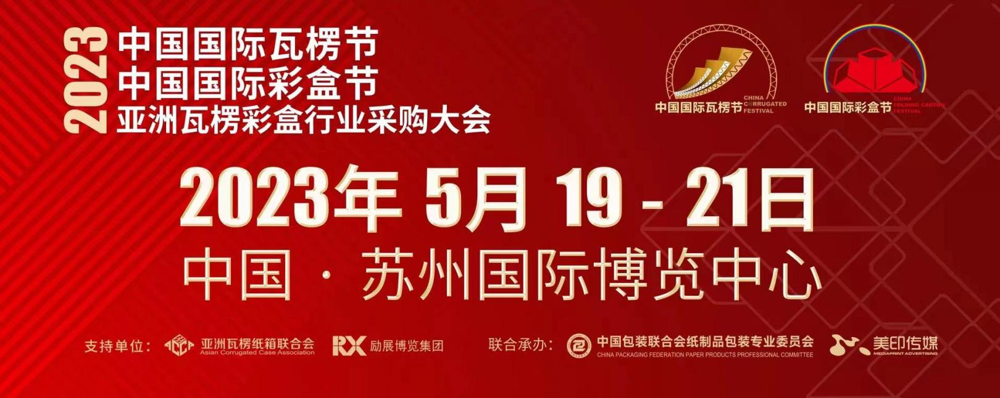 2023
中国国际瓦楞节
中国国际彩盒节
亚洲瓦楞彩盒行业采购大会
中国国际瓦楞节
CHINA
CORRUGATED
FESTIVAL
中国国际彩盒节
CHINA
FOLDING CARTON
FESTIVAL
2023年 5月 19 - 21日
中国 · 苏州国际博览中心
支持单位： 亚洲瓦楞纸箱联合会
Asian Corrugated Case Association
RX 励展博览集团
联合承办： 中国包装联合会纸制品包装专业委员会
CHINA PACKAGING FEDERATION PAPER PRODUCTS PROFESSIONAL COMMITTEE
美印传媒
MEDIAPRINT ADVERTISING